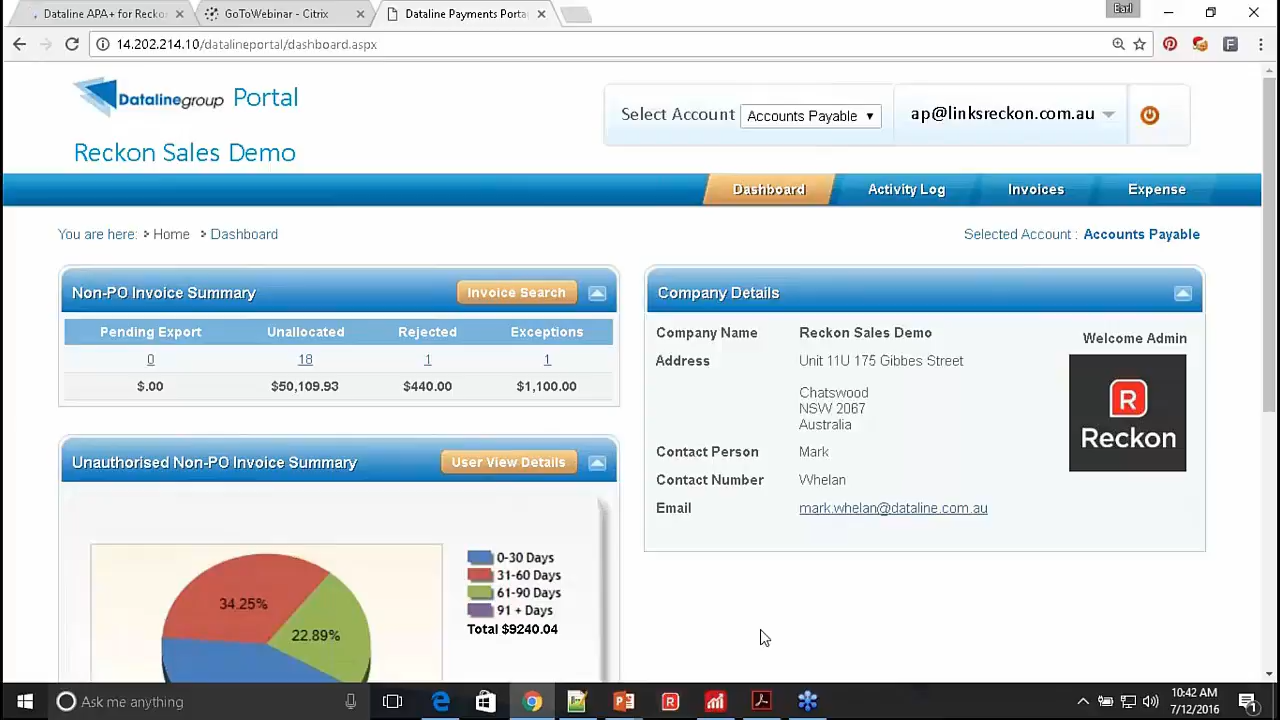 Dataline APA+ for Recko
GoToWebinar - Citrix
Dataline Payments Porta
Earl
14.202.214.10/datalineportal/dashboard.aspx
Datalinegroup Portal
Reckon Sales Demo
Select Account Accounts Payable
ap@linksreckon.com.au
Dashboard Activity Log Invoices Expense
You are here: > Home > Dashboard
Selected Account : Accounts Payable
Non-PO Invoice Summary Invoice Search
Pending Export Unallocated Rejected Exceptions
0 18 1 1
$.00 $50,109.93 $440.00 $1,100.00
Unauthorised Non-PO Invoice Summary User View Details
34.25%
22.89%
0-30 Days
31-60 Days
61-90 Days
91 + Days
Total $9240.04
Company Details
Company Name Reckon Sales Demo
Address Unit 11U 175 Gibbes Street
Chatswood
NSW 2067
Australia
Contact Person Mark
Contact Number Whelan
Email mark.whelan@dataline.com.au
Welcome Admin
R
Reckon
Ask me anything
10:42 AM
7/12/2016
1